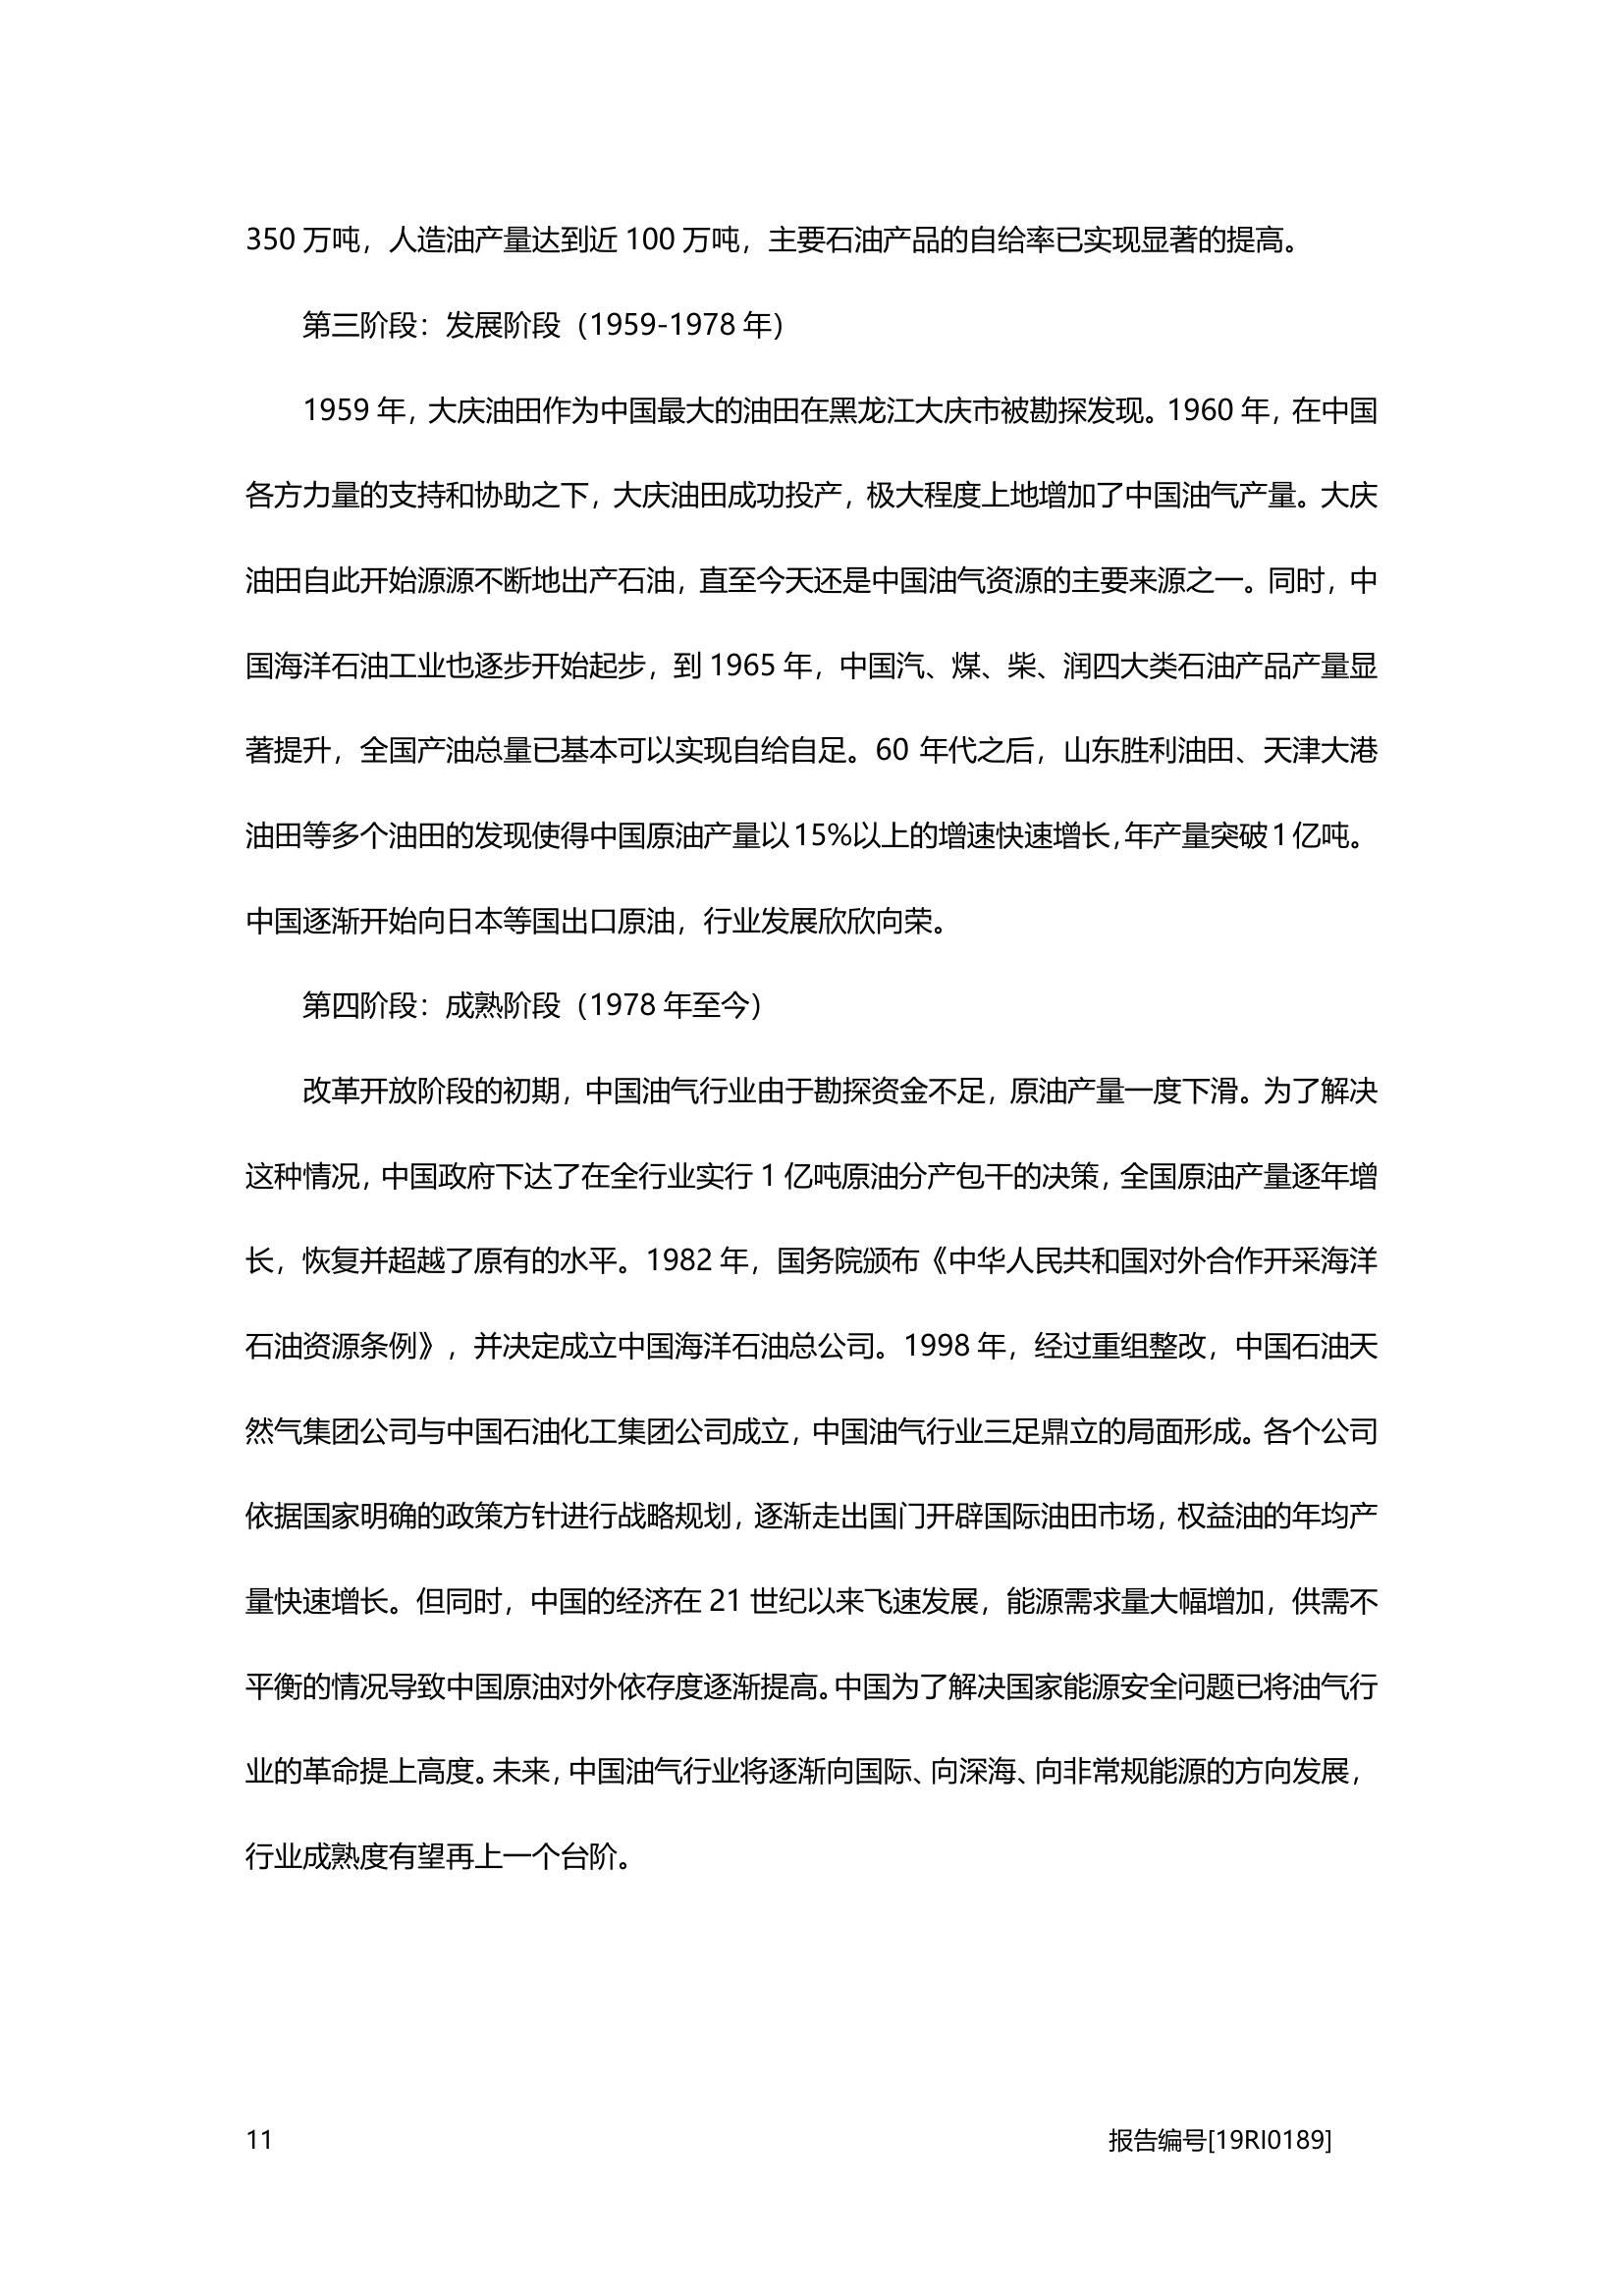 350 万吨，人造油产量达到近 100 万吨，主要石油产品的自给率已实现显著的提高。
第三阶段：发展阶段（1959-1978 年）
1959 年，大庆油田作为中国最大的油田在黑龙江大庆市被勘探发现。1960 年，在中国
各方力量的支持和协助之下，大庆油田成功投产，极大程度上地增加了中国油气产量。大庆
油田自此开始源源不断地出产石油，直至今天还是中国油气资源的主要来源之一。同时，中
国海洋石油工业也逐步开始起步，到 1965 年，中国汽、煤、柴、润四大类石油产品产量显
著提升，全国产油总量已基本可以实现自给自足。60 年代之后，山东胜利油田、天津大港
油田等多个油田的发现使得中国原油产量以 15%以上的增速快速增长，年产量突破 1 亿吨。
中国逐渐开始向日本等国出口原油，行业发展欣欣向荣。
第四阶段：成熟阶段（1978 年至今）
改革开放阶段的初期，中国油气行业由于勘探资金不足，原油产量一度下滑。为了解决
这种情况，中国政府下达了在全行业实行 1 亿吨原油分产包干的决策，全国原油产量逐年增
长，恢复并超越了原有的水平。1982 年，国务院颁布《中华人民共和国对外合作开采海洋
石油资源条例》，并决定成立中国海洋石油总公司。1998 年，经过重组整改，中国石油天
然气集团公司与中国石油化工集团公司成立，中国油气行业三足鼎立的局面形成。各个公司
依据国家明确的政策方针进行战略规划，逐渐走出国门开辟国际油田市场，权益油的年均产
量快速增长。但同时，中国的经济在 21 世纪以来飞速发展，能源需求量大幅增加，供需不
平衡的情况导致中国原油对外依存度逐渐提高。中国为了解决国家能源安全问题已将油气行
业的革命提上高度。未来，中国油气行业将逐渐向国际、向深海、向非常规能源的方向发展，
行业成熟度有望再上一个台阶。
11 报告编号[19RI0189]